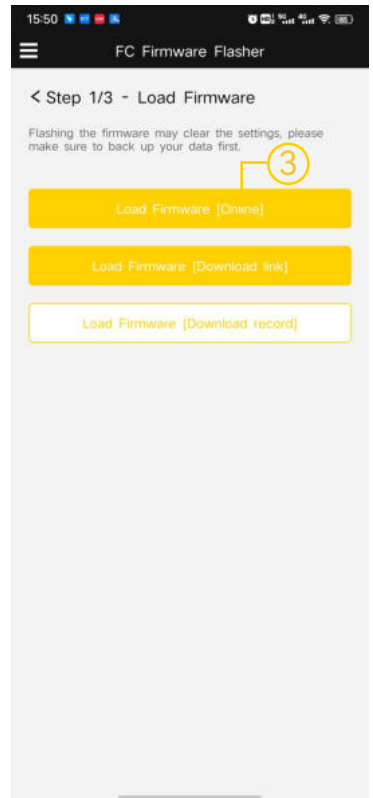 15:50
FC Firmware Flasher
< Step 1/3 - Load Firmware
Flashing the firmware may clear the settings, please
make sure to back up your data first.
3
Load Firmware [Online]
Load Firmware [Download link]
Load Firmware [Download record]